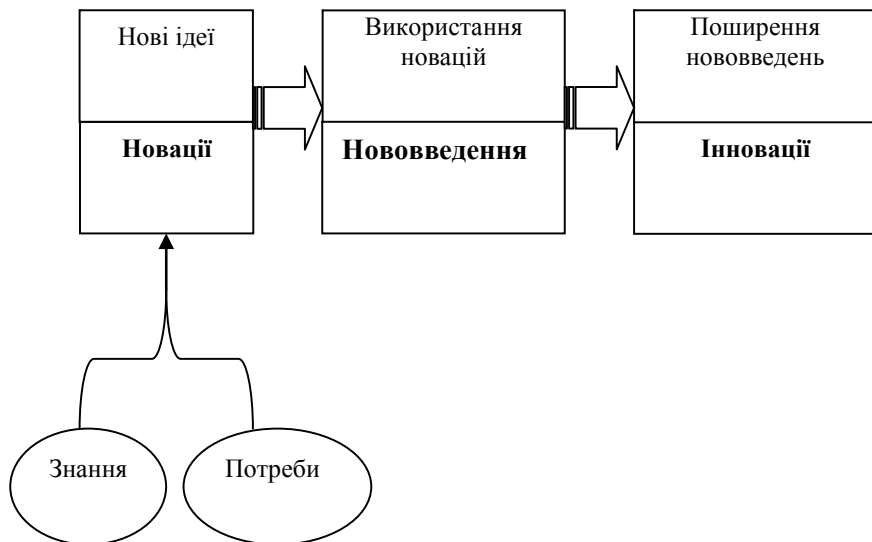 Нові ідеї
Новації
Використання
новацій
Нововведення
Поширення
нововведень
Інновації
Знання
Потреби